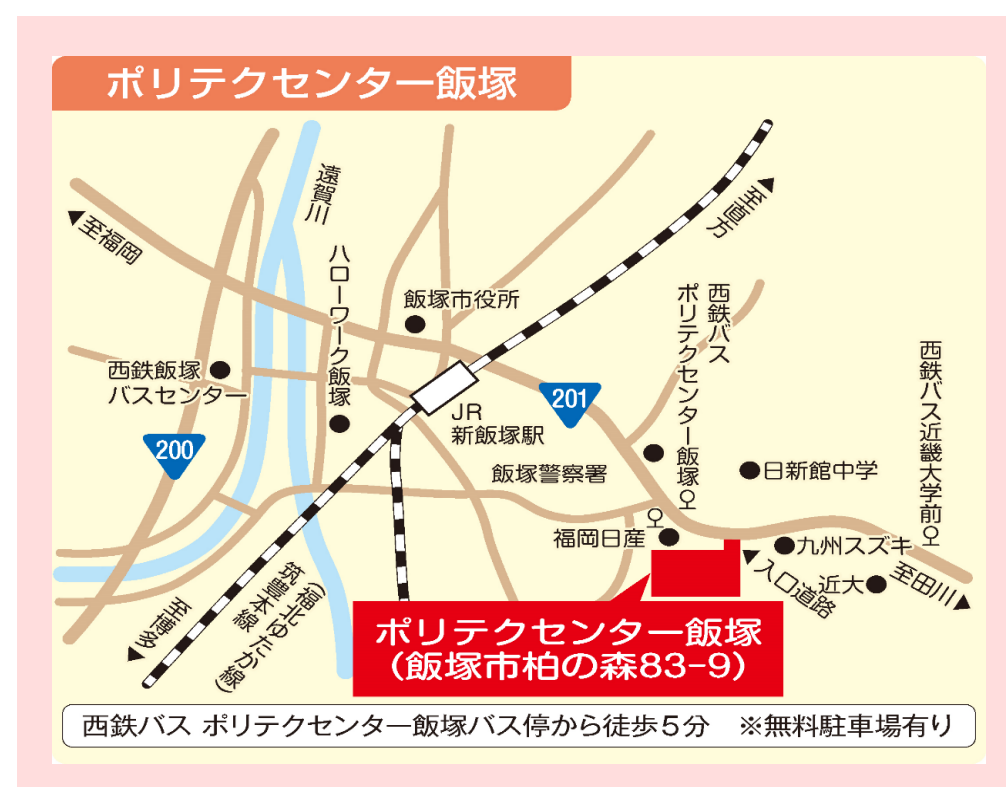 ポリテクセンター飯塚
至福岡
遠賀川
至直方
ハローワーク飯塚
飯塚市役所
西鉄バス
ポリテクセンター飯塚
西鉄飯塚
バスセンター
西鉄バス近畿大学前
201
JR
新飯塚駅
200
飯塚警察署
日新館中学
福岡日産
九州スズキ
入口道路
近大
至田川
至博多
筑豊本線
(福北ゆたか線)
ポリテクセンター飯塚
(飯塚市柏の森83-9)
西鉄バス ポリテクセンター飯塚バス停から徒歩5分 ※無料駐車場有り